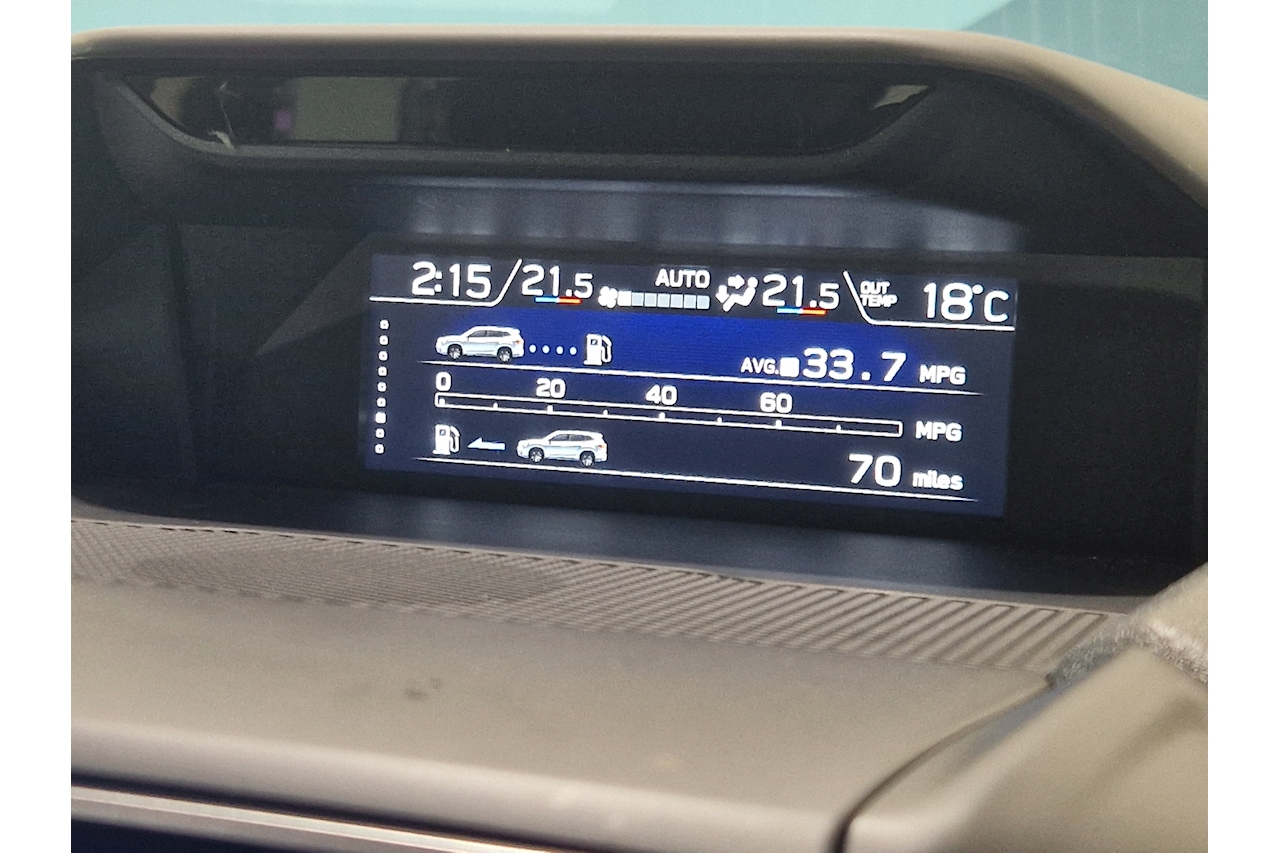 2:15 21.5 AUTO 21.5 OUT TEMP 18°C
AVG. 33.7 MPG
0 20 40 60 MPG
70 miles